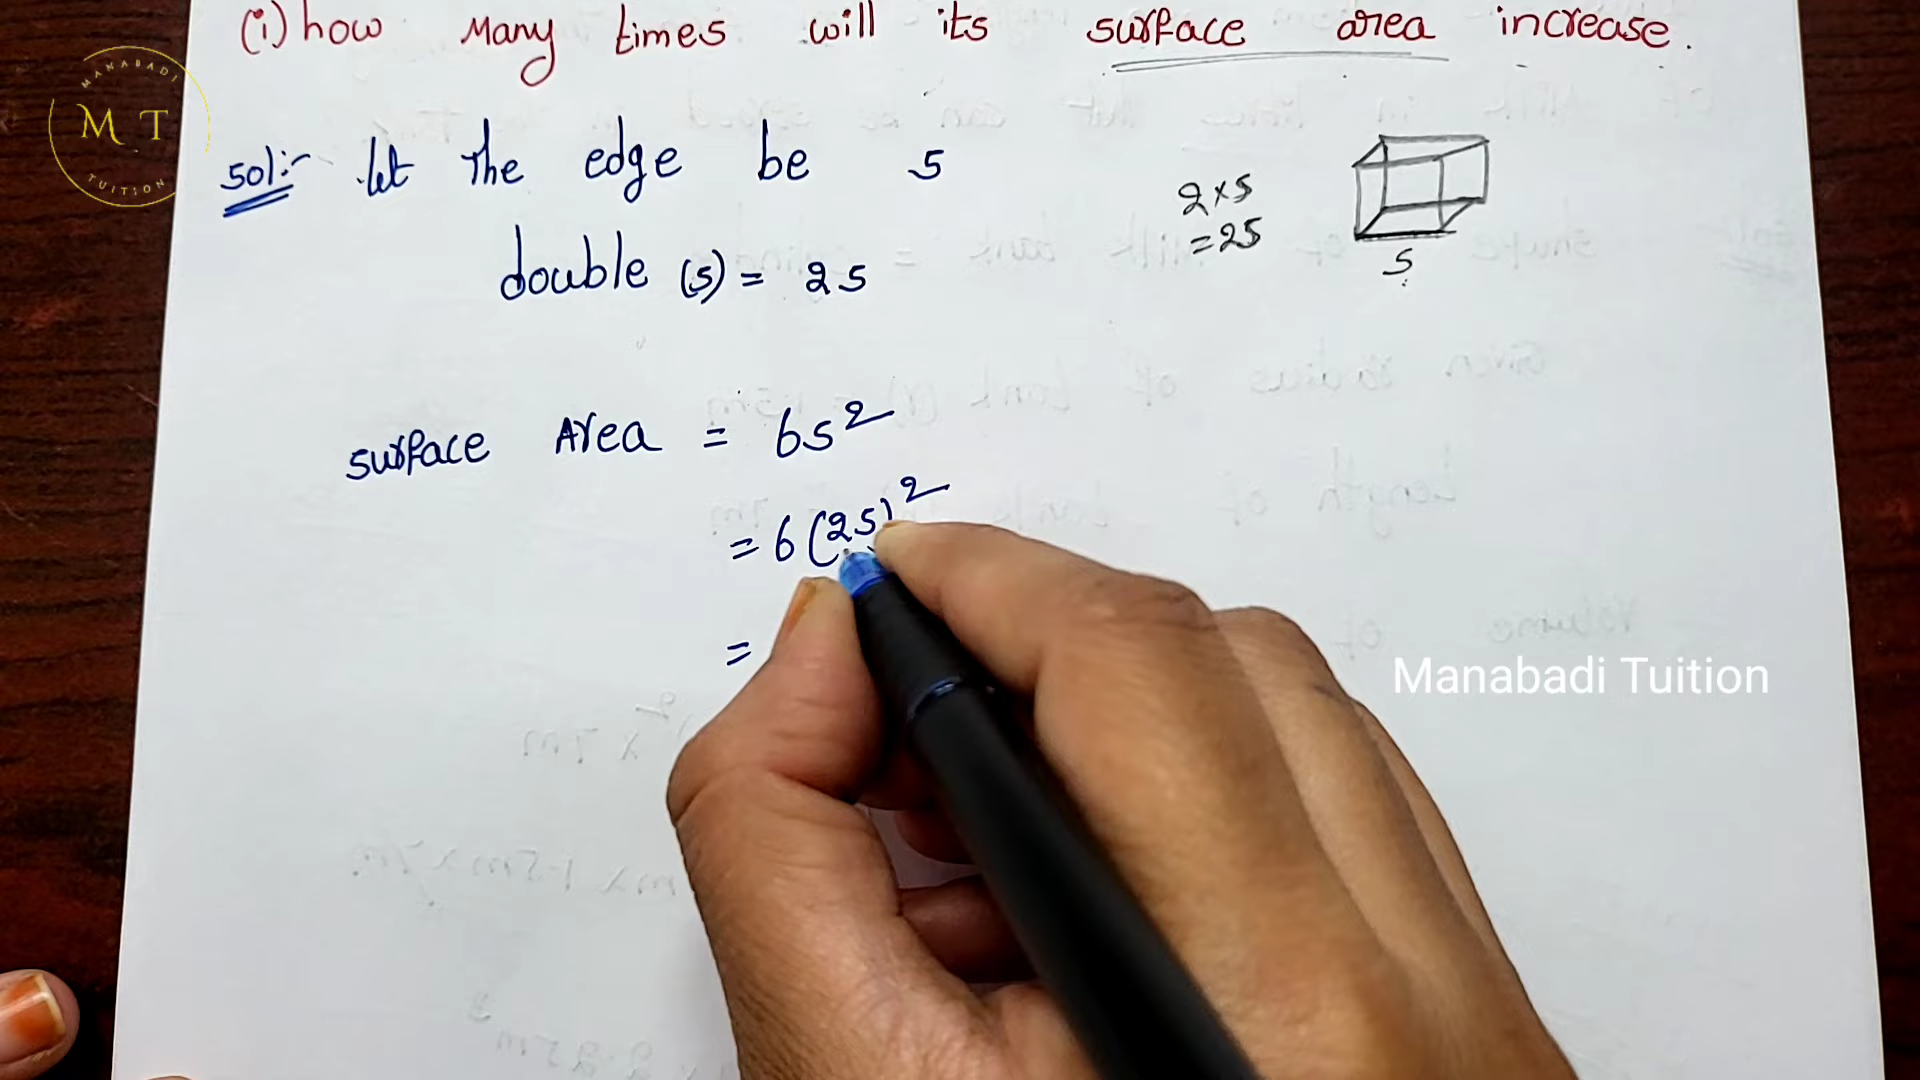 (i) how many times will its surface area increase.
MANABADI
MT
TUITION
Sol:- let the edge be s
2 × s
= 2s
double (s) = 2s
s
surface Area = 6s²
= 6(2s)²
=
Manabadi Tuition